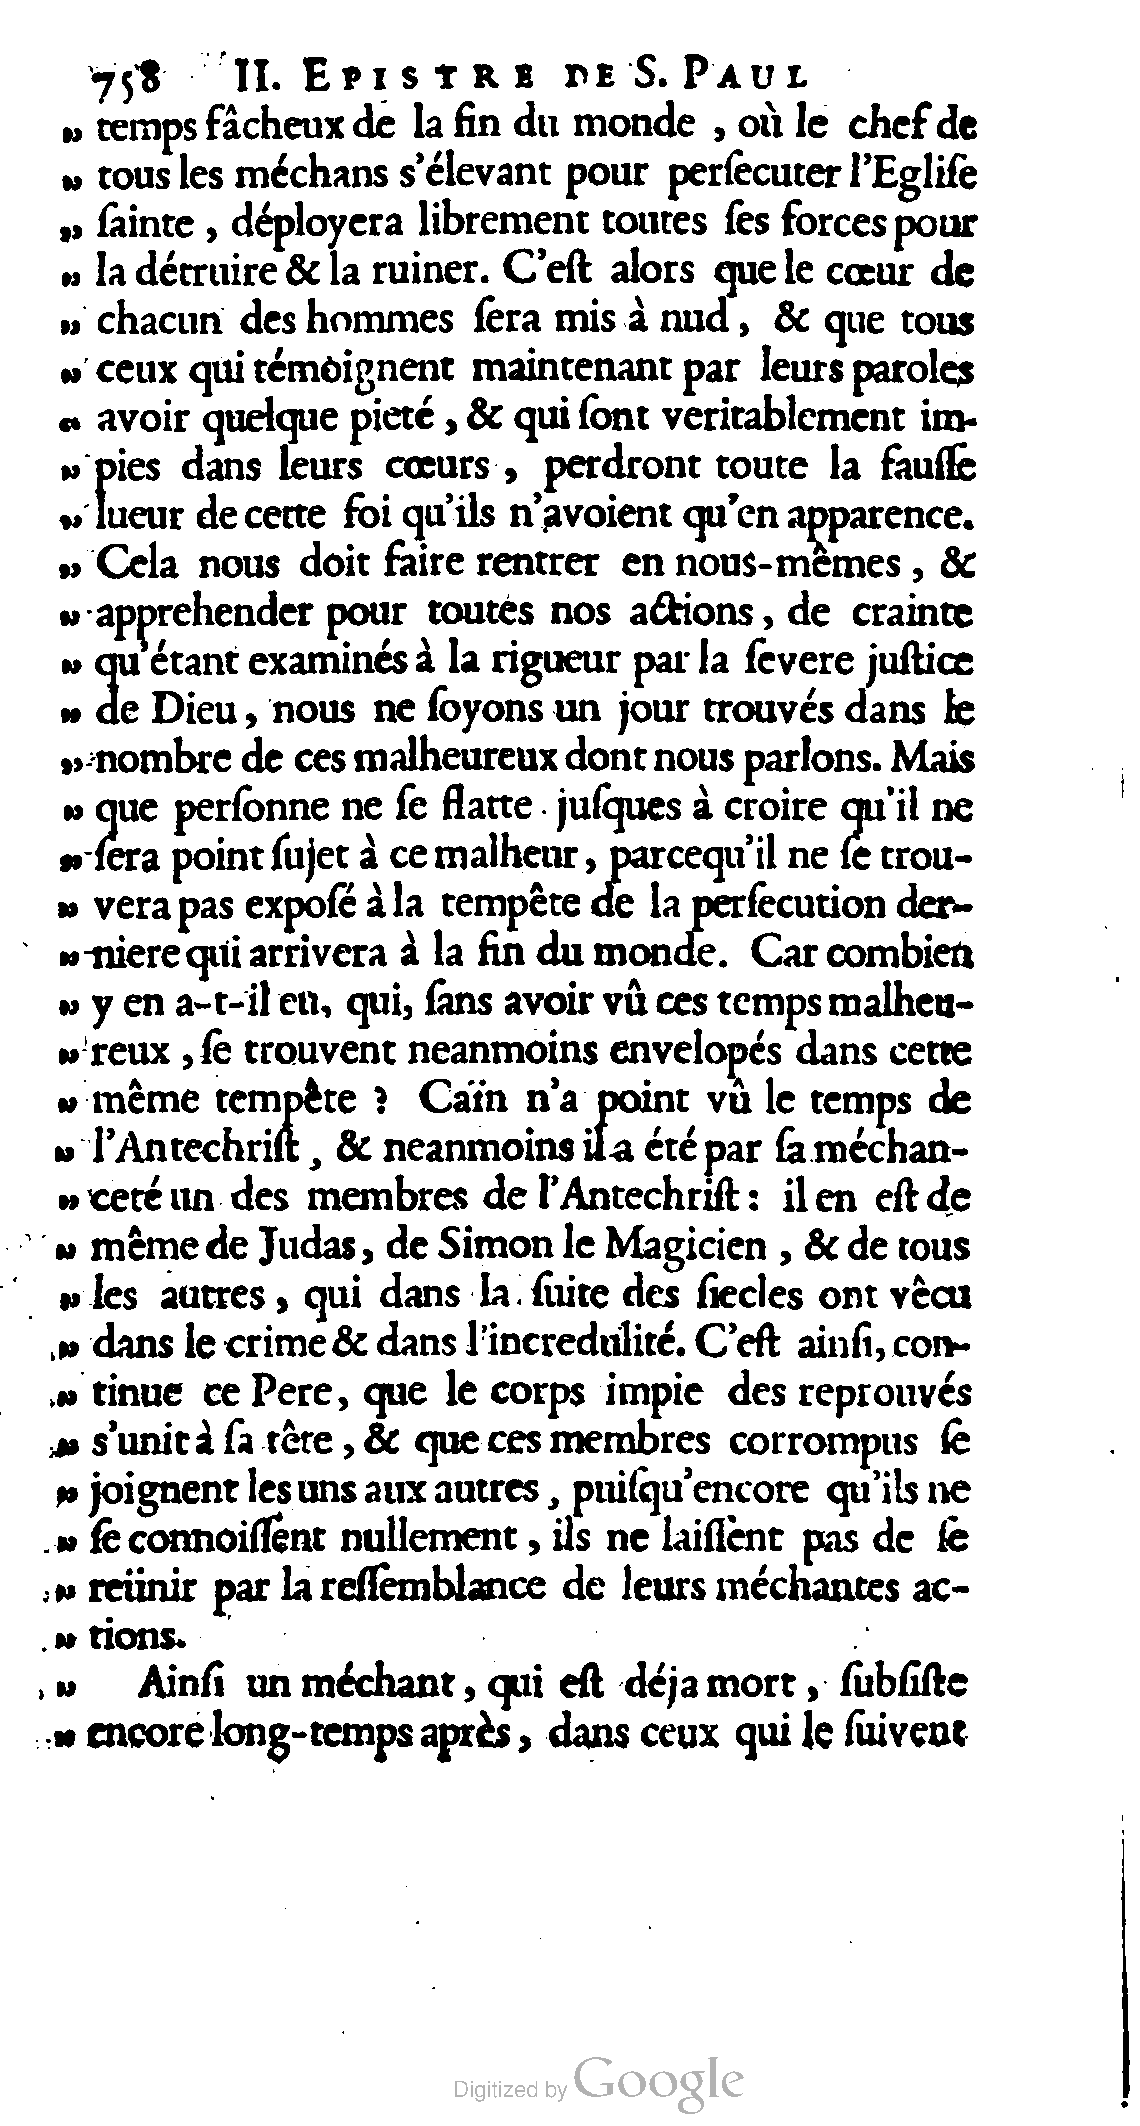 758 II. EPISTRE DE S. PAUL
„ temps fâcheux de la fin du monde , où le chef de
„ tous les méchans s'élevant pour perſecuter l'Egliſe
„ ſainte , déployera librement toutes ſes forces pour
„ la détruire & la ruiner. C'eſt alors que le cœur de
„ chacun des hommes ſera mis à nud, & que tous
„ ceux qui témoignent maintenant par leurs paroles
„ avoir quelque pieté , & qui ſont veritablement im-
„ pies dans leurs cœurs , perdront toute la fauſſe
„ lueur de cette foi qu'ils n'avoient qu'en apparence.
„ Cela nous doit faire rentrer en nous-mêmes , &
„ apprehender pour toutes nos actions, de crainte
„ qu'étant examinés à la rigueur par la ſevere juſtice
„ de Dieu, nous ne ſoyons un jour trouvés dans le
„ nombre de ces malheureux dont nous parlons. Mais
„ que perſonne ne ſe flatte juſques à croire qu'il ne
„ ſera point ſujet à ce malheur, parcequ'il ne ſe trou-
„ vera pas expoſé à la tempête de la perſecution der-
„ niere qui arrivera à la fin du monde. Car combien
„ y en a-t-il eu, qui, ſans avoir vû ces temps malheu-
„ reux , ſe trouvent neanmoins envelopés dans cette
„ même tempête ? Caïn n'a point vû le temps de
„ l'Antechriſt, & neanmoins il a été par ſa méchan-
„ ceté un des membres de l'Antechriſt: il en eſt de
„ même de Judas, de Simon le Magicien , & de tous
„ les autres , qui dans la ſuite des ſiecles ont vêcu
„ dans le crime & dans l'incredulité. C'eſt ainſi, con-
„ tinue ce Pere, que le corps impie des reprouvés
„ s'unit à ſa tête , & que ces membres corrompus ſe
„ joignent les uns aux autres, puiſqu'encore qu'ils ne
„ ſe connoiſſent nullement , ils ne laiſſent pas de ſe
„ reünir par la reſſemblance de leurs méchantes ac-
„ tions.
„ Ainſi un méchant, qui eſt déja mort, ſubſiſte
„ encore long-temps après, dans ceux qui le ſuivent
Digitized by Google